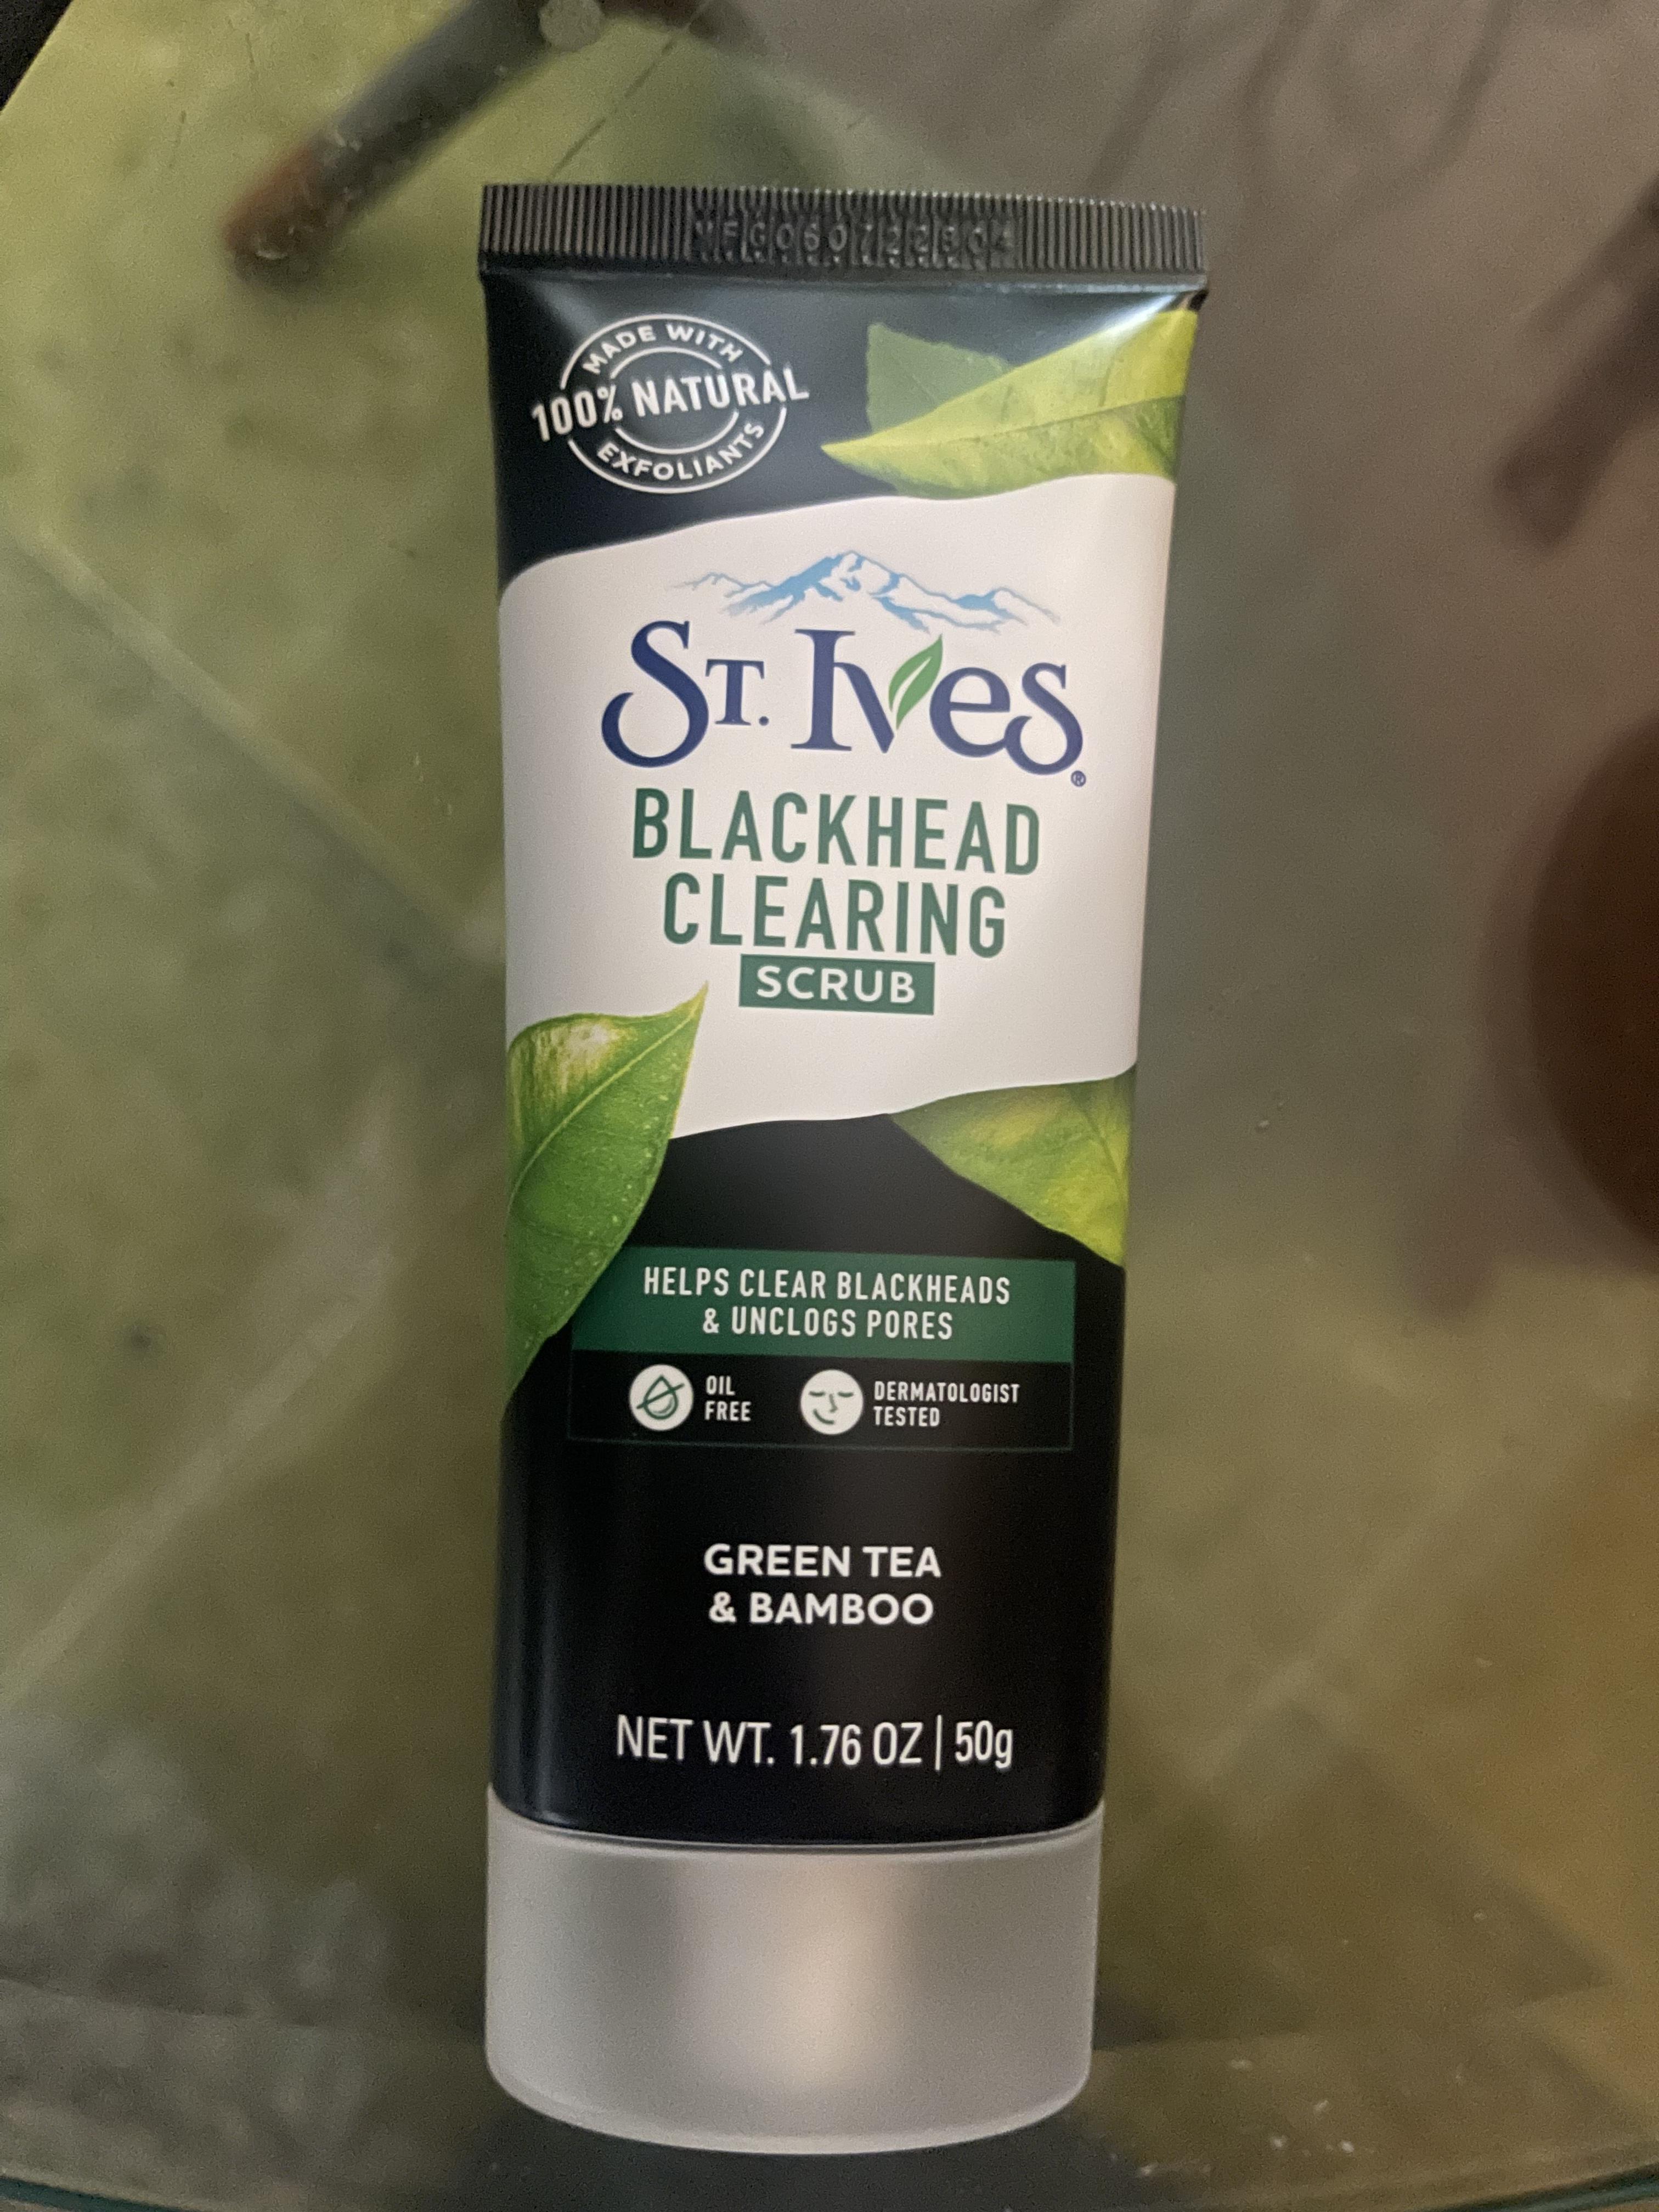 MFG060722804
MADE WITH
100% NATURAL
EXFOLIANTS
ST. IVES®
BLACKHEAD
CLEARING
SCRUB
HELPS CLEAR BLACKHEADS
& UNCLOGS PORES
OIL
FREE
DERMATOLOGIST
TESTED
GREEN TEA
& BAMBOO
NET WT. 1.76 OZ | 50g